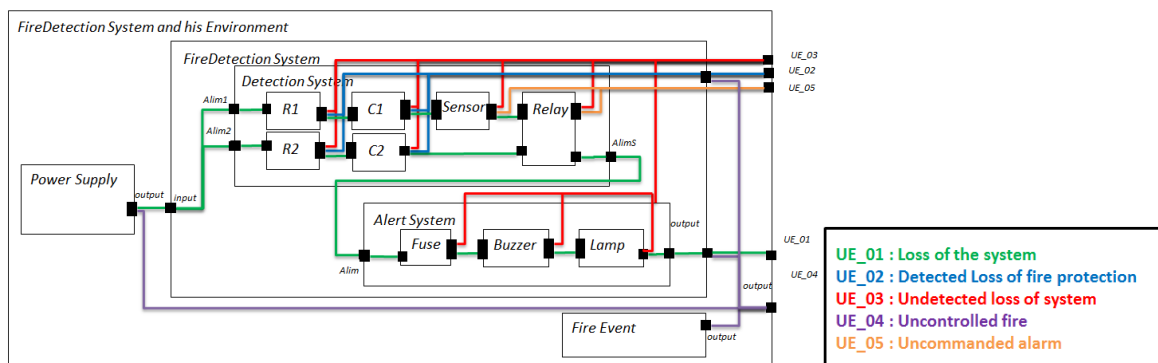 FireDetection System and his Environment
FireDetection System
Detection System
UE_03
UE_02
UE_05
Alim1
R1
C1
Sensor
Relay
Alim2
R2
C2
AlimS
Power Supply
output
input
Alert System
output
Fuse
Buzzer
Lamp
Alim
UE_01
UE_04
output
Fire Event
output
UE_01 : Loss of the system
UE_02 : Detected Loss of fire protection
UE_03 : Undetected loss of system
UE_04 : Uncontrolled fire
UE_05 : Uncommanded alarm